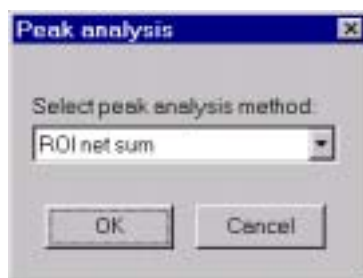 Peak analysis
Select peak analysis method:
ROI net sum
OK
Cancel